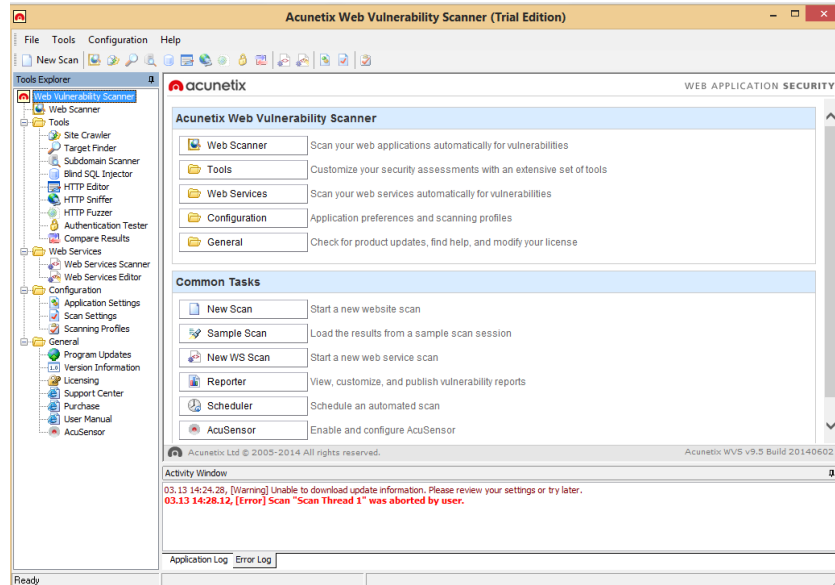 Acunetix Web Vulnerability Scanner (Trial Edition)
File Tools Configuration Help
New Scan
Tools Explorer
Web Vulnerability Scanner
Web Scanner
Tools
Site Crawler
Target Finder
Subdomain Scanner
Blind SQL Injector
HTTP Editor
HTTP Sniffer
HTTP Fuzzer
Authentication Tester
Compare Results
Web Services
Web Services Scanner
Web Services Editor
Configuration
Application Settings
Scan Settings
Scanning Profiles
General
Program Updates
Version Information
Licensing
Support Center
Purchase
User Manual
AcuSensor
acunetix WEB APPLICATION SECURITY
Acunetix Web Vulnerability Scanner
Web Scanner Scan your web applications automatically for vulnerabilities
Tools Customize your security assessments with an extensive set of tools
Web Services Scan your web services automatically for vulnerabilities
Configuration Application preferences and scanning profiles
General Check for product updates, find help, and modify your license
Common Tasks
New Scan Start a new website scan
Sample Scan Load the results from a sample scan session
New WS Scan Start a new web service scan
Reporter View, customize, and publish vulnerability reports
Scheduler Schedule an automated scan
AcuSensor Enable and configure AcuSensor
Acunetix Ltd © 2005-2014 All rights reserved. Acunetix WVS v9.5 Build 20140602
Activity Window
03.13 14:24.28, [Warning] Unable to download update information. Please review your settings or try later.
03.13 14:28.12, [Error] Scan "Scan Thread 1" was aborted by user.
Application Log Error Log
Ready